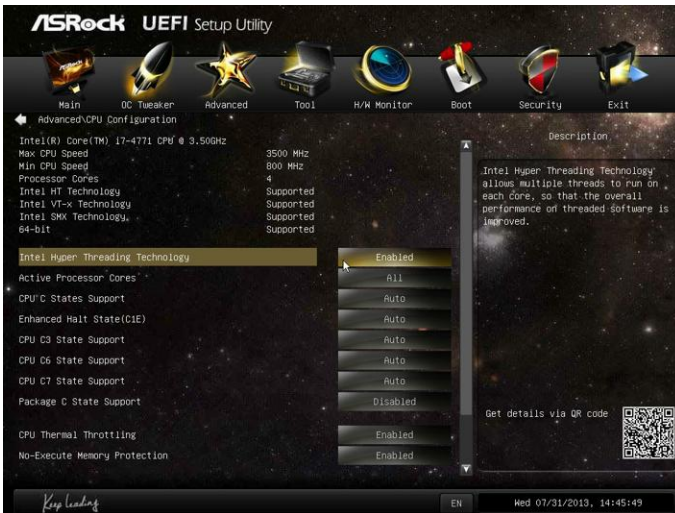 ASRock UEFI Setup Utility
Main OC Tweaker Advanced Tool H/W Monitor Boot Security Exit
Advanced\CPU Configuration
Description
Intel(R) Core(TM) i7-4771 CPU @ 3.50GHz
Max CPU Speed 3500 MHz
Min CPU Speed 800 MHz
Processor Cores 4
Intel HT Technology Supported
Intel VT-x Technology Supported
Intel SMX Technology Supported
64-bit Supported
Intel Hyper Threading Technology
allows multiple threads to run on
each core, so that the overall
performance on threaded software is
improved.
Intel Hyper Threading Technology Enabled
Active Processor Cores All
CPU C States Support Auto
Enhanced Halt State(C1E) Auto
CPU C3 State Support Auto
CPU C6 State Support Auto
CPU C7 State Support Auto
Package C State Support Disabled
CPU Thermal Throttling Enabled
No-Execute Memory Protection Enabled
Get details via QR code
Keep Leading
EN
Wed 07/31/2013, 14:45:49